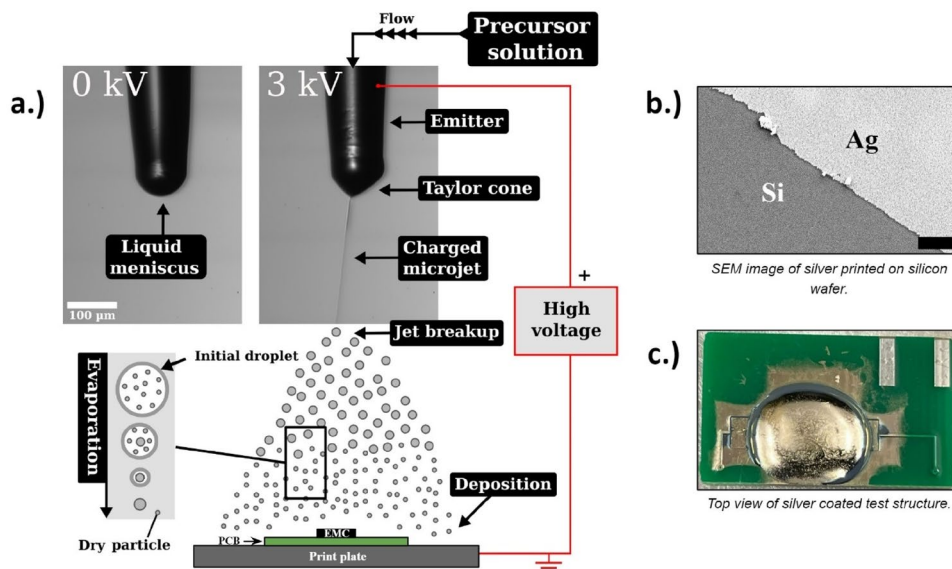 a.)
0 kV
3 kV
Flow
Precursor
solution
Emitter
Taylor cone
Liquid
meniscus
Charged
microjet
100 μm
+
High
voltage
Jet breakup
Evaporation
Initial droplet
Dry particle
Deposition
EMC
PCB
Print plate
b.)
Ag
Si
SEM image of silver printed on silicon
wafer.
c.)
Top view of silver coated test structure.